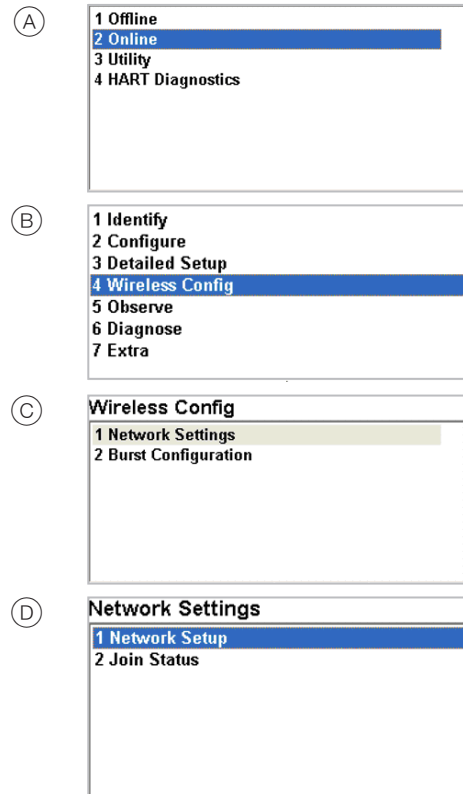 A
1 Offline
2 Online
3 Utility
4 HART Diagnostics
B
1 Identify
2 Configure
3 Detailed Setup
4 Wireless Config
5 Observe
6 Diagnose
7 Extra
C
Wireless Config
1 Network Settings
2 Burst Configuration
D
Network Settings
1 Network Setup
2 Join Status